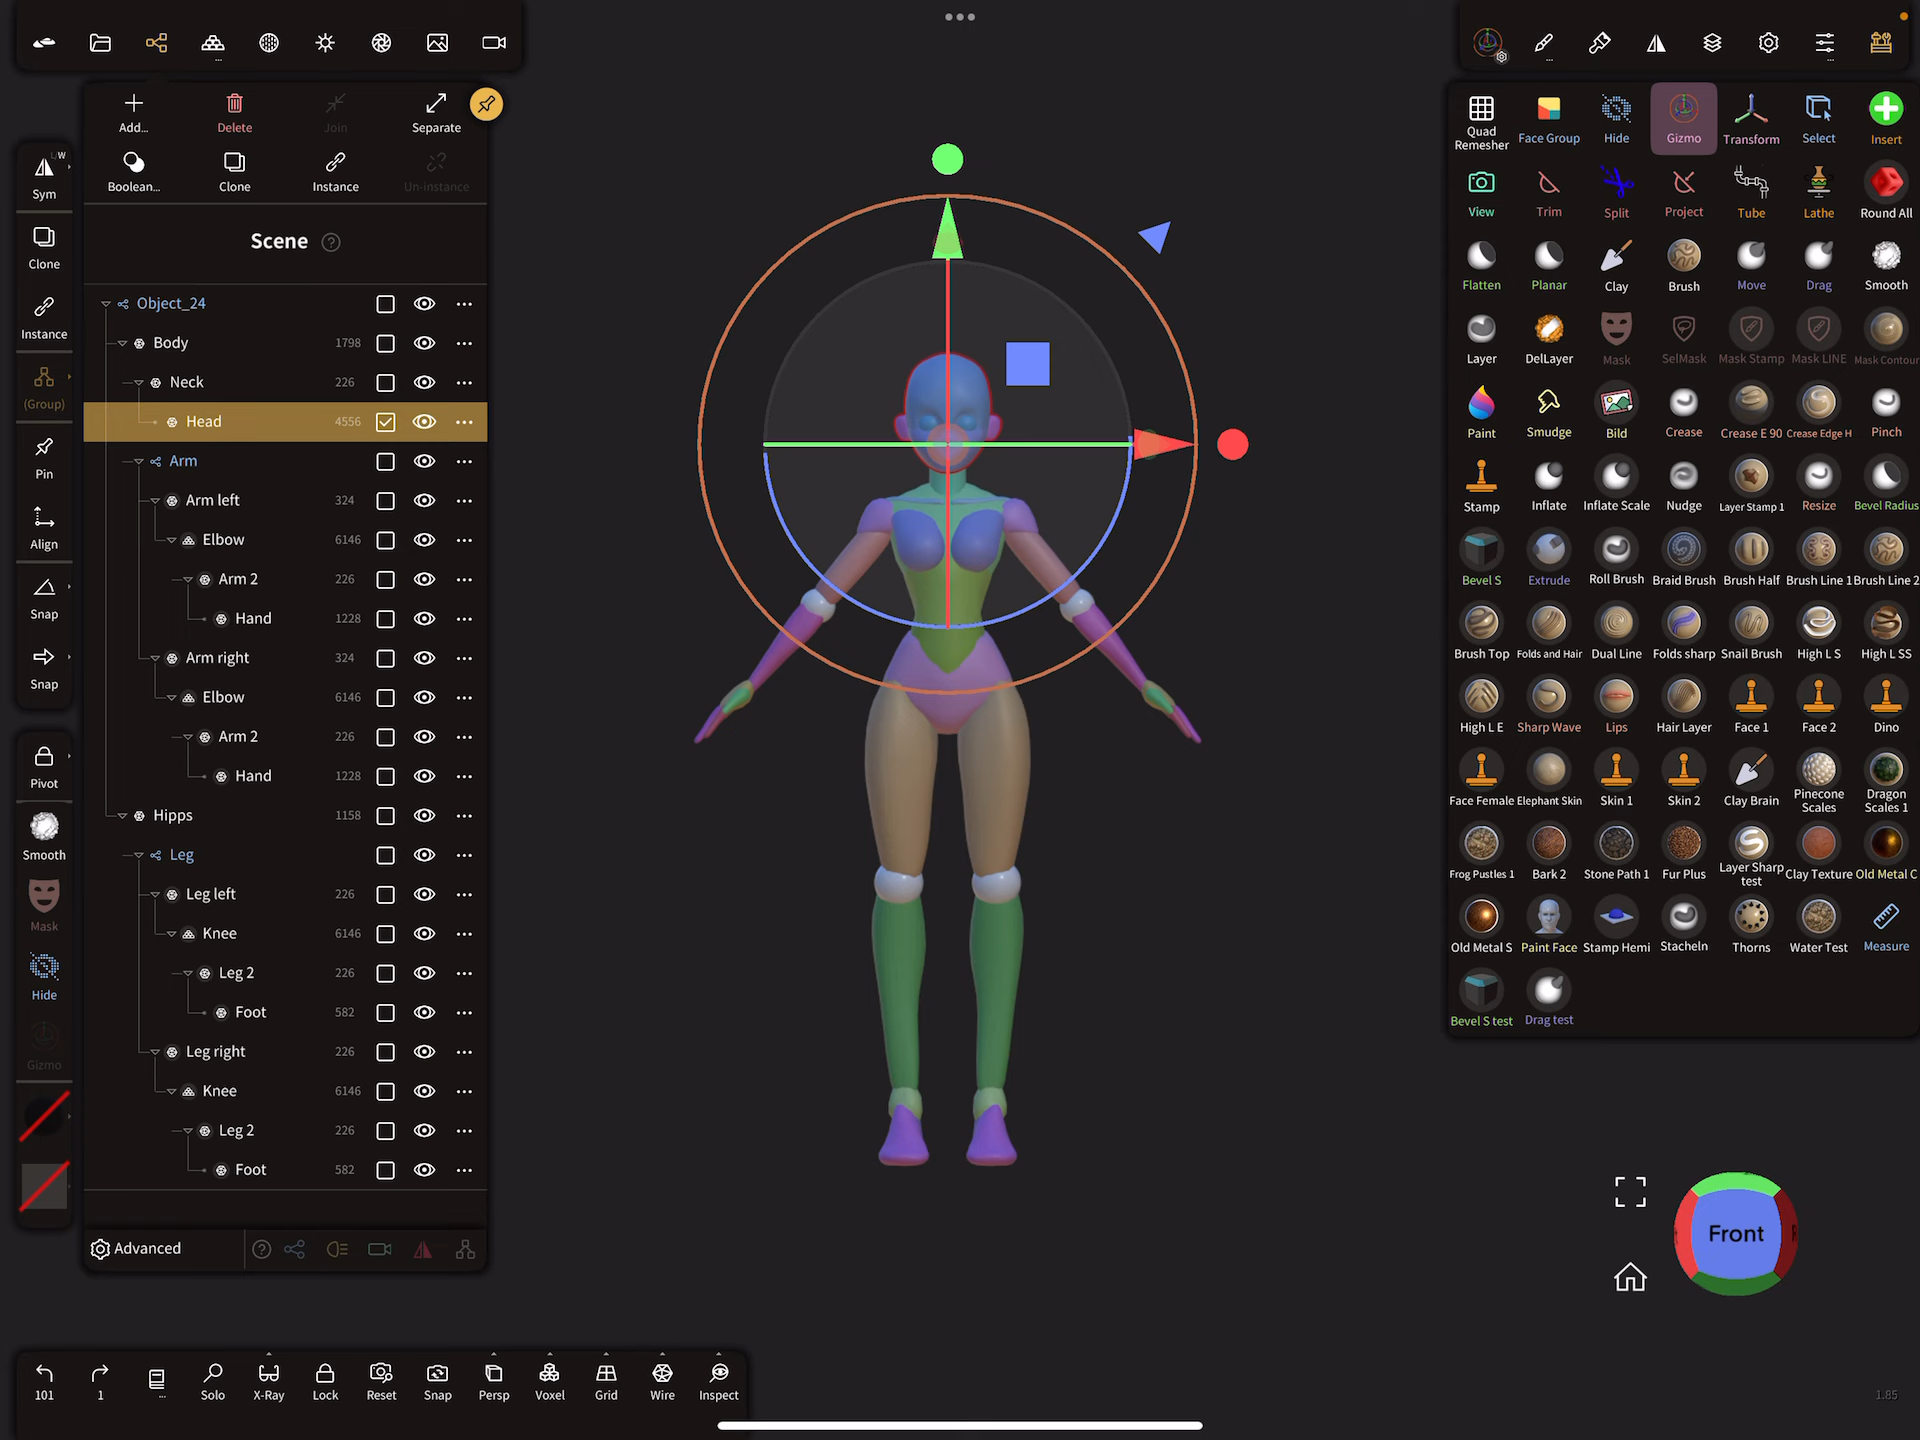 Add...
Delete
Join
Separate
Boolean...
Clone
Instance
Un-instance
Scene ?
Object_24
Body 1798
Neck 226
Head 4556
Arm
Arm left 324
Elbow 6146
Arm 2 226
Hand 1228
Arm right 324
Elbow 6146
Arm 2 226
Hand 1228
Hipps 1158
Leg
Leg left 226
Knee 6146
Leg 2 226
Foot 582
Leg right 226
Knee 6146
Leg 2 226
Foot 582
Advanced ?
Sym
Clone
Instance
(Group)
Pin
Align
Snap
Snap
Pivot
Smooth
Mask
Hide
Gizmo
Quad Remesher
Face Group
Hide
Gizmo
Transform
Select
Insert
View
Trim
Split
Project
Tube
Lathe
Round All
Flatten
Planar
Clay
Brush
Move
Drag
Smooth
Layer
DelLayer
Mask
SelMask
Mask Stamp
Mask LINE
Mask Contour
Paint
Smudge
Bild
Crease
Crease E 90
Crease Edge H
Pinch
Stamp
Inflate
Inflate Scale
Nudge
Layer Stamp 1
Resize
Bevel Radius
Bevel S
Extrude
Roll Brush
Braid Brush
Brush Half
Brush Line 1
Brush Line 2
Brush Top
Folds and Hair
Dual Line
Folds sharp
Snail Brush
High L S
High L SS
High L E
Sharp Wave
Lips
Hair Layer
Face 1
Face 2
Dino
Face Female
Elephant Skin
Skin 1
Skin 2
Clay Brain
Pinecone Scales
Dragon Scales 1
Frog Pustles 1
Bark 2
Stone Path 1
Fur Plus
Layer Sharp test
Clay Texture
Old Metal C
Old Metal S
Paint Face
Stamp Hemi
Stacheln
Thorns
Water Test
Measure
Bevel S test
Drag test
Front
101
1
Solo
X-Ray
Lock
Reset
Snap
Persp
Voxel
Grid
Wire
Inspect
1.85